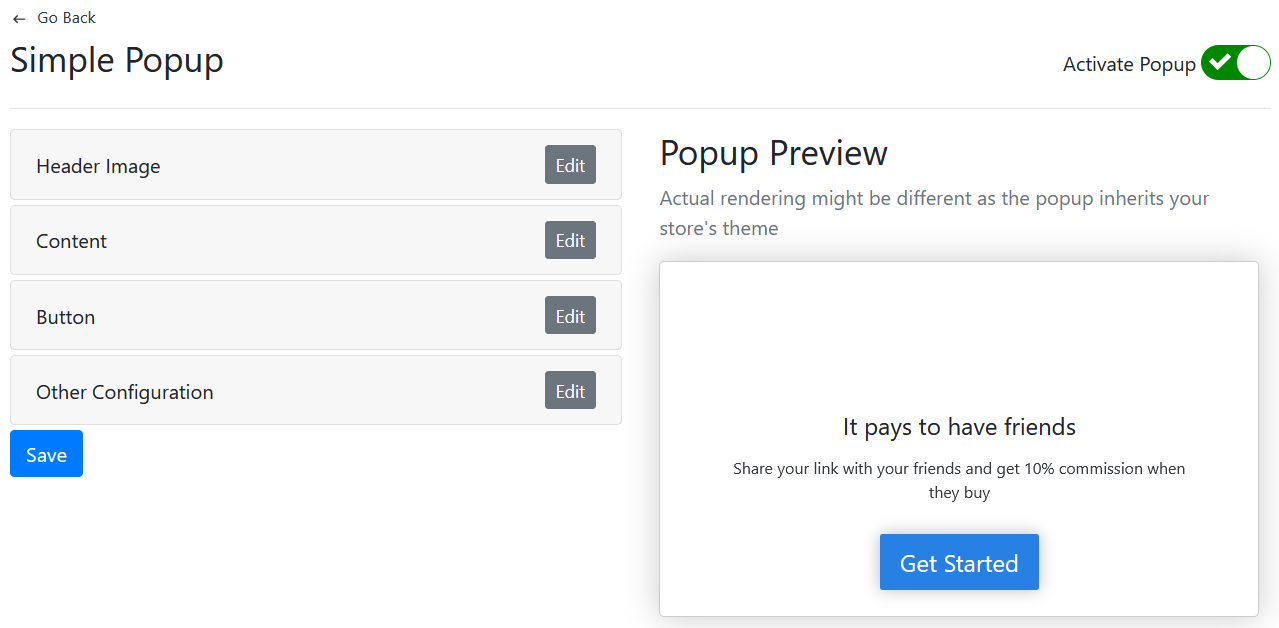 Go Back
Simple Popup
Activate Popup
Header Image
Edit
Content
Edit
Button
Edit
Other Configuration
Edit
Save
Popup Preview
Actual rendering might be different as the popup inherits your
store's theme
It pays to have friends
Share your link with your friends and get 10% commission when
they buy
Get Started